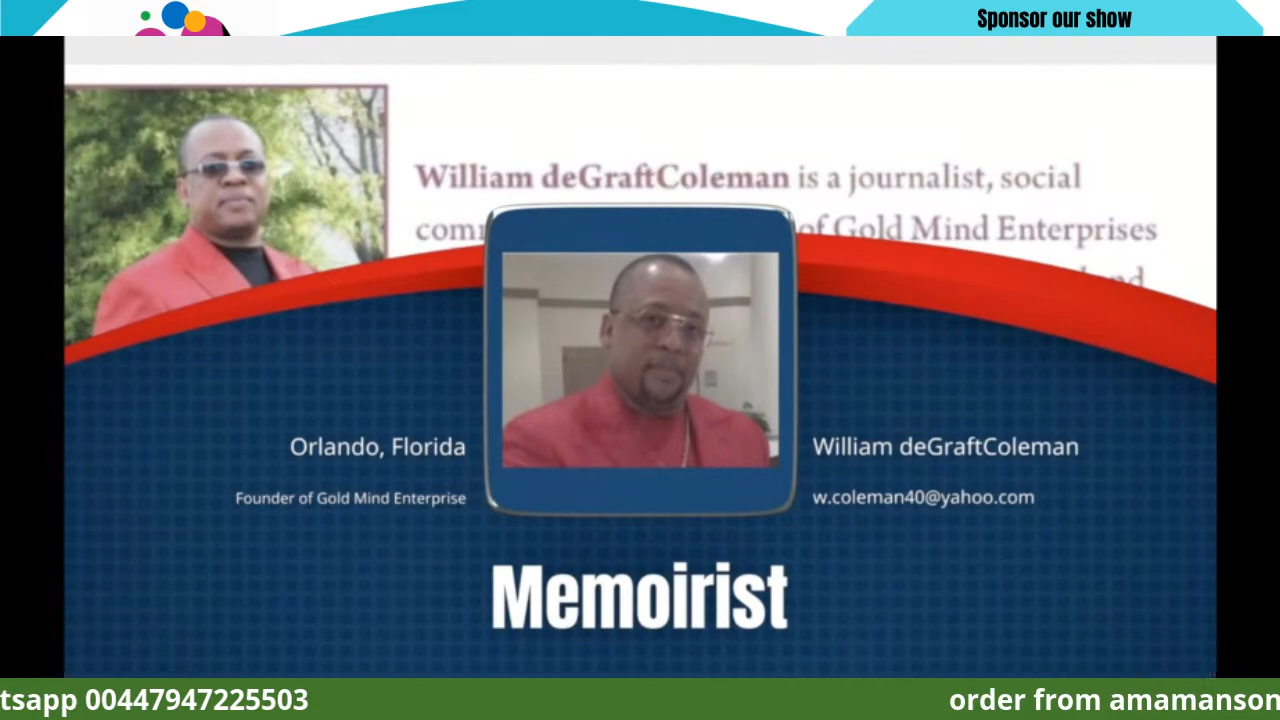 Sponsor our show
William deGraftColeman is a journalist, social
of Gold Mind Enterprises
Orlando, Florida
William deGraftColeman
Founder of Gold Mind Enterprise
w.coleman40@yahoo.com
Memoirist
tsapp 00447947225503
order from amamanson